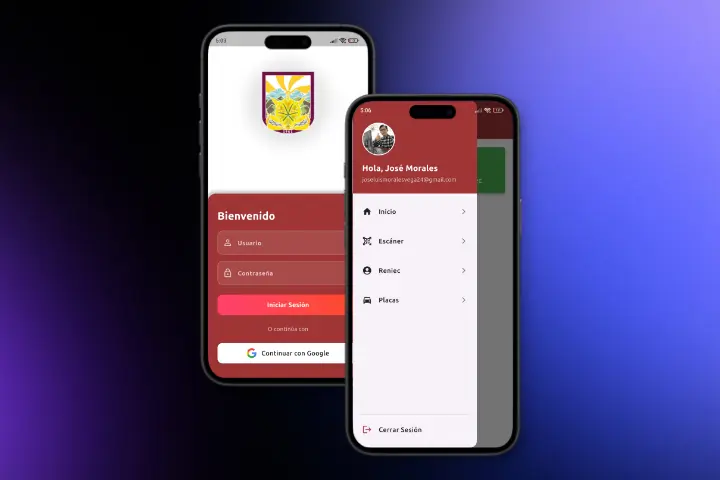 5:03
Bienvenido
Usuario
Contraseña
Iniciar Sesión
O continúa con
Continuar con Google
5:06
Hola, José Morales
joseluismoralesvega24@gmail.com
Inicio
Escáner
Reniec
Placas
Cerrar Sesión